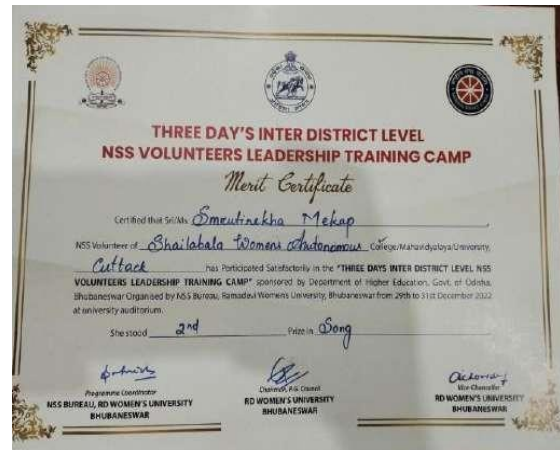 THREE DAY'S INTER DISTRICT LEVEL
NSS VOLUNTEERS LEADERSHIP TRAINING CAMP
Merit Certificate
Certified that Sri/Ms Smrutirekha Mekap
NSS Volunteer of Shailabala Womens Autonomous College/Mahavidyalaya/University,
Cuttack has Participated Satisfactorily in the "THREE DAYS INTER DISTRICT LEVEL NSS
VOLUNTEERS LEADERSHIP TRAINING CAMP" sponsored by Department of Higher Education, Govt. of Odisha,
Bhubaneswar Organised by NSS Bureau, Ramadevi Womens University, Bhubaneswar from 29th to 31st December 2022
at university auditorium.
She stood 2nd Prize in Song
Programme Coordinator
NSS BUREAU, RD WOMEN'S UNIVERSITY
BHUBANESWAR
Chairman, P.G. Council
RD WOMEN'S UNIVERSITY
BHUBANESWAR
Vice-Chancellor
RD WOMEN'S UNIVERSITY
BHUBANESWAR